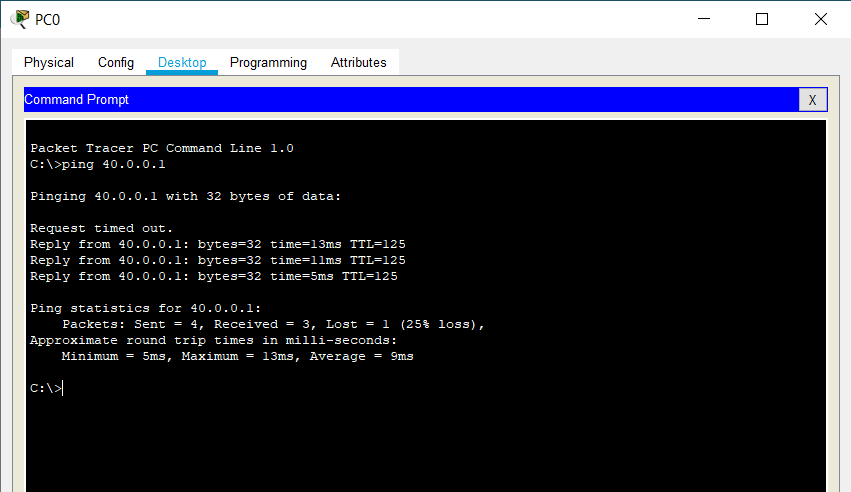 PC0
Physical Config Desktop Programming Attributes
Command Prompt X
Packet Tracer PC Command Line 1.0
C:\>ping 40.0.0.1
Pinging 40.0.0.1 with 32 bytes of data:
Request timed out.
Reply from 40.0.0.1: bytes=32 time=13ms TTL=125
Reply from 40.0.0.1: bytes=32 time=11ms TTL=125
Reply from 40.0.0.1: bytes=32 time=5ms TTL=125
Ping statistics for 40.0.0.1:
    Packets: Sent = 4, Received = 3, Lost = 1 (25% loss),
Approximate round trip times in milli-seconds:
    Minimum = 5ms, Maximum = 13ms, Average = 9ms
C:\>